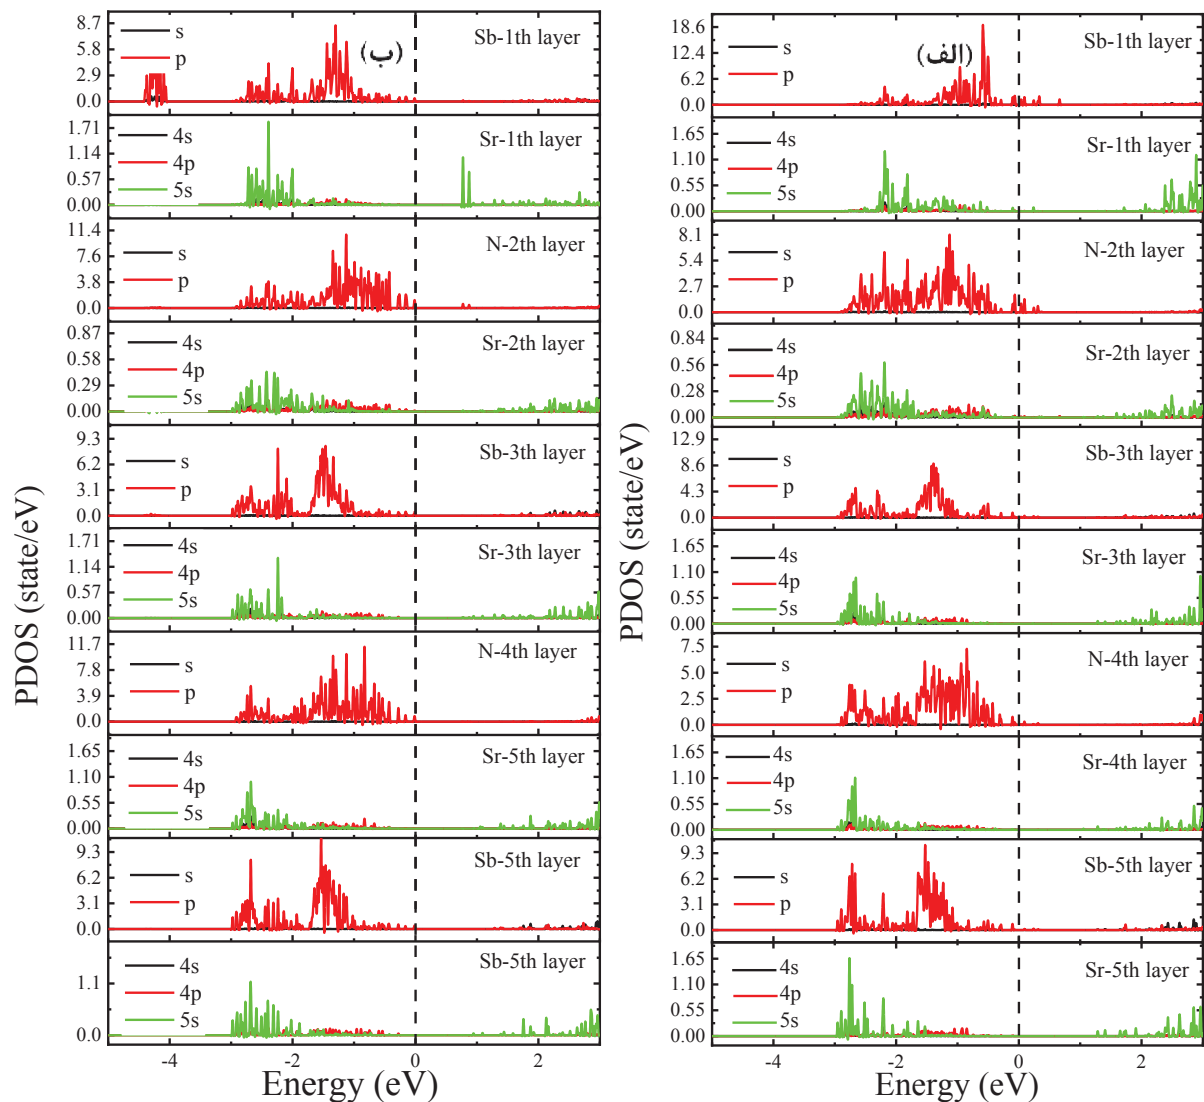 PDOS (state/eV)
8.7
5.8
2.9
0.0
s
p
(ب)
Sb-1th layer
1.71
1.14
0.57
0.00
4s
4p
5s
Sr-1th layer
11.4
7.6
3.8
0.0
s
p
N-2th layer
0.87
0.58
0.29
0.00
4s
4p
5s
Sr-2th layer
9.3
6.2
3.1
0.0
s
p
Sb-3th layer
1.71
1.14
0.57
0.00
4s
4p
5s
Sr-3th layer
11.7
7.8
3.9
0.0
s
p
N-4th layer
1.65
1.10
0.55
0.00
4s
4p
5s
Sr-5th layer
9.3
6.2
3.1
0.0
s
p
Sb-5th layer
1.1
0.0
4s
4p
5s
Sb-5th layer
-4 -2 0 2
Energy (eV)
PDOS (state/eV)
18.6
12.4
6.2
0.0
s
p
(الف)
Sb-1th layer
1.65
1.10
0.55
0.00
4s
4p
5s
Sr-1th layer
8.1
5.4
2.7
0.0
s
p
N-2th layer
0.84
0.56
0.28
0.00
4s
4p
5s
Sr-2th layer
12.9
8.6
4.3
0.0
s
p
Sb-3th layer
1.65
1.10
0.55
0.00
4s
4p
5s
Sr-3th layer
7.5
5.0
2.5
0.0
s
p
N-4th layer
1.65
1.10
0.55
0.00
4s
4p
5s
Sr-4th layer
9.3
6.2
3.1
0.0
s
p
Sb-5th layer
1.65
1.10
0.55
0.00
4s
4p
5s
Sr-5th layer
-4 -2 0 2
Energy (eV)